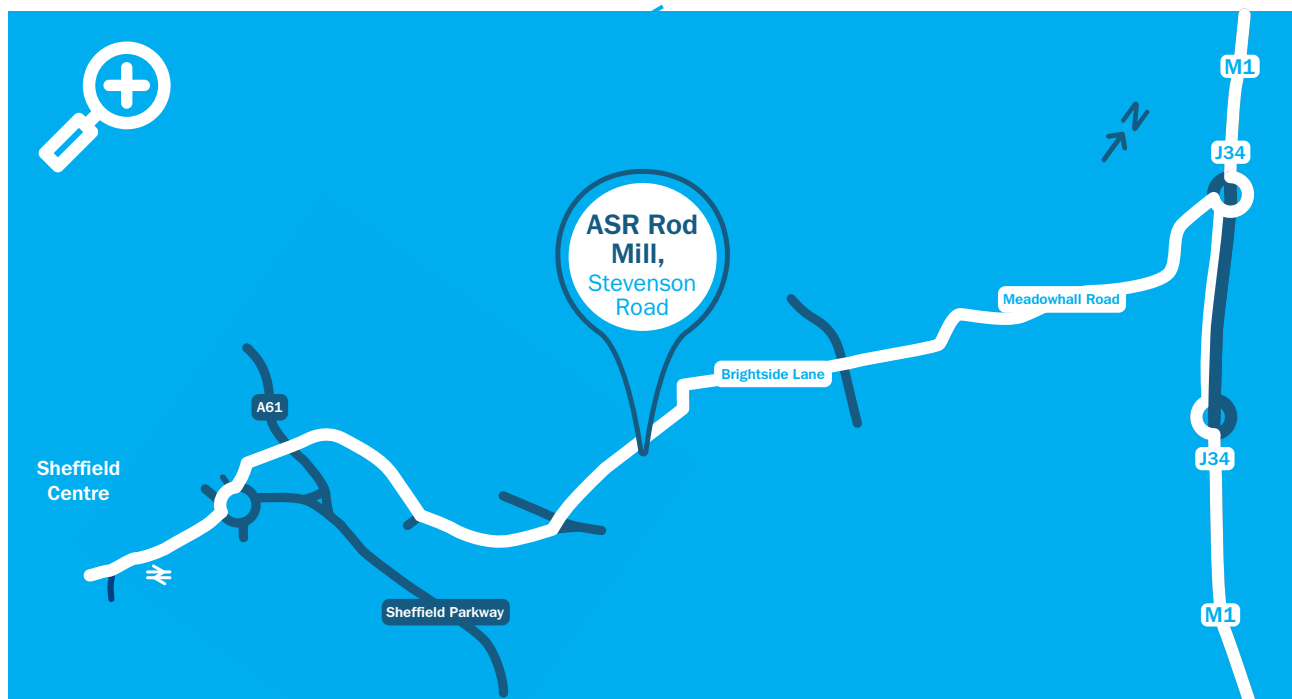 M1
N
J34
ASR Rod
Mill,
Stevenson
Road
Meadowhall Road
Brightside Lane
A61
Sheffield
Centre
J34
Sheffield Parkway
M1